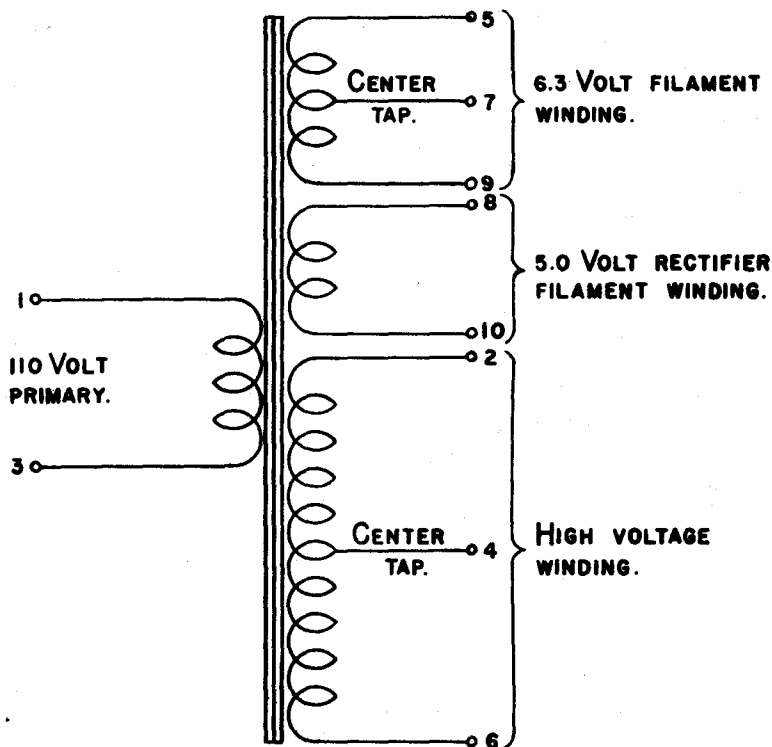 5
CENTER
TAP.
7
6.3 VOLT FILAMENT
WINDING.
9
8
5.0 VOLT RECTIFIER
FILAMENT WINDING.
10
1
110 VOLT
PRIMARY.
3
2
CENTER
TAP.
4
HIGH VOLTAGE
WINDING.
6